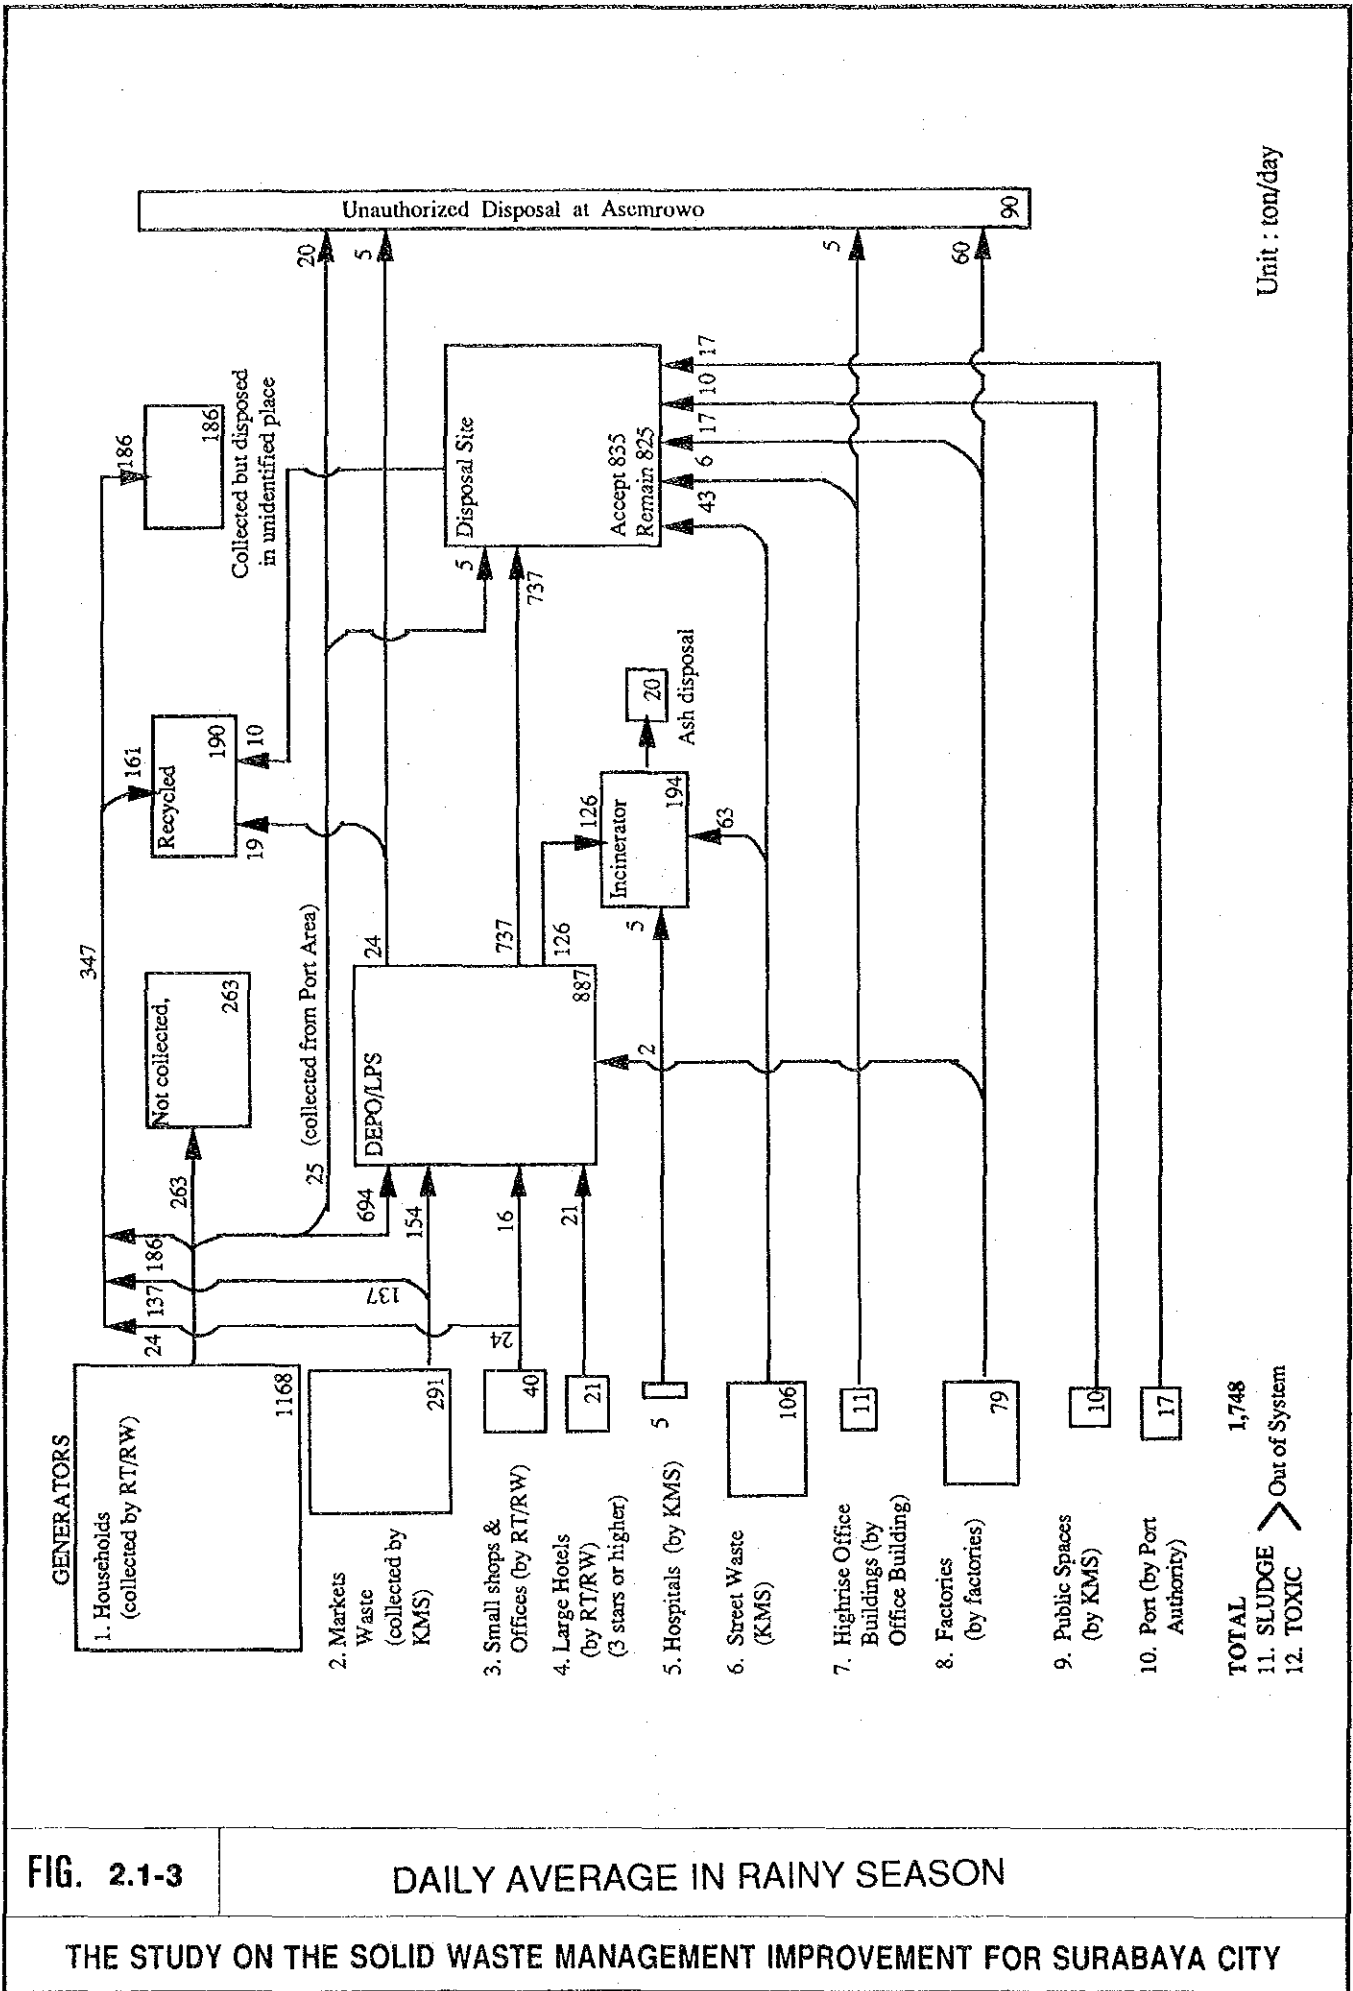 GENERATORS
1. Households
(collected by RT/RW)
1168
2. Markets
Waste
(collected by
KMS)
291
3. Small shops &
Offices (by RT/RW)
40
4. Large Hotels
(by RT/RW)
(3 stars or higher)
21
5. Hospitals (by KMS)
5
6. Street Waste
(KMS)
106
7. Highrise Office
Buildings (by
Office Building)
11
8. Factories
(by factories)
79
9. Public Spaces
(by KMS)
10
10. Port (by Port
Authority)
17
TOTAL 1,748
11. SLUDGE
12. TOXIC
Out of System
24
137
186
263
347
137
24
25 (collected from Port Area)
694
154
16
21
Not collected,
263
DEPO/LPS
887
24
737
126
2
5
126
Incinerator
194
63
20
Ash disposal
161
Recycled
190
19
10
186
186
Collected but disposed
in unidentified place
5
737
Disposal Site
Accept 835
Remain 825
43
6
17
10
17
20
5
5
60
Unauthorized Disposal at Asemrowo
90
Unit : ton/day
FIG. 2.1-3
DAILY AVERAGE IN RAINY SEASON
THE STUDY ON THE SOLID WASTE MANAGEMENT IMPROVEMENT FOR SURABAYA CITY